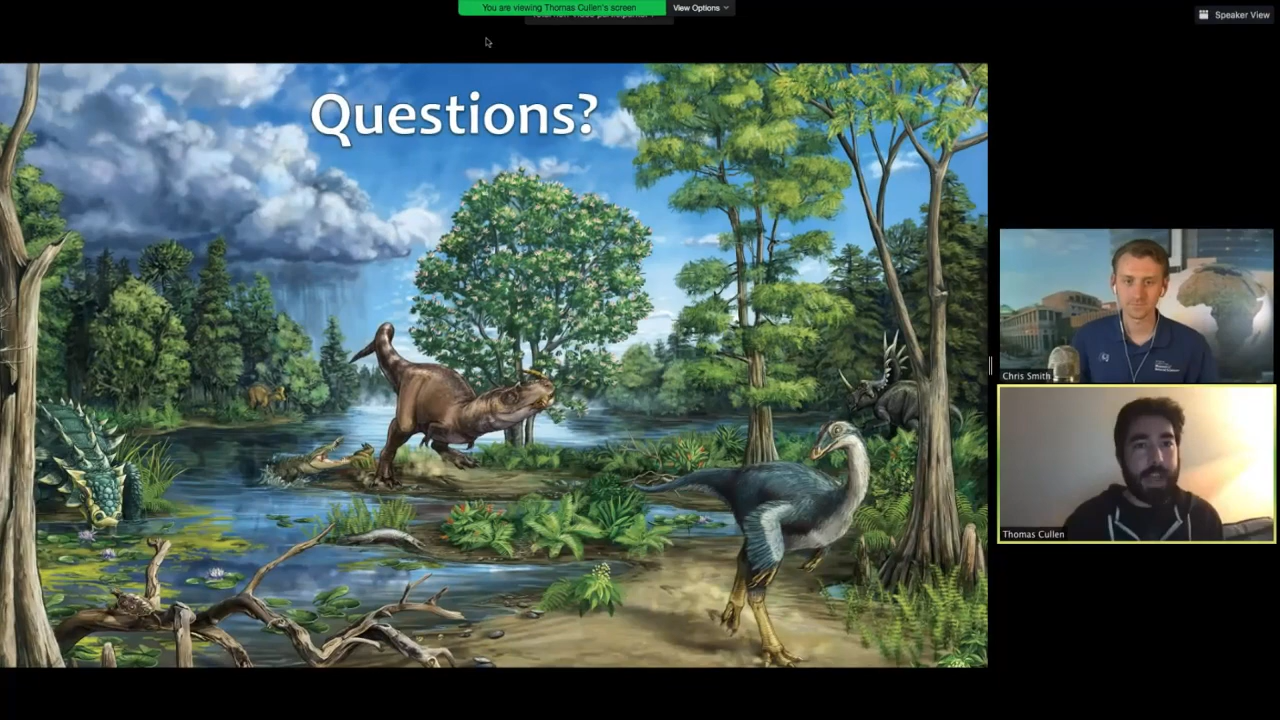 You are viewing Thomas Cullen's screen
View Options
Speaker View
Questions?
Chris Smith
Thomas Cullen